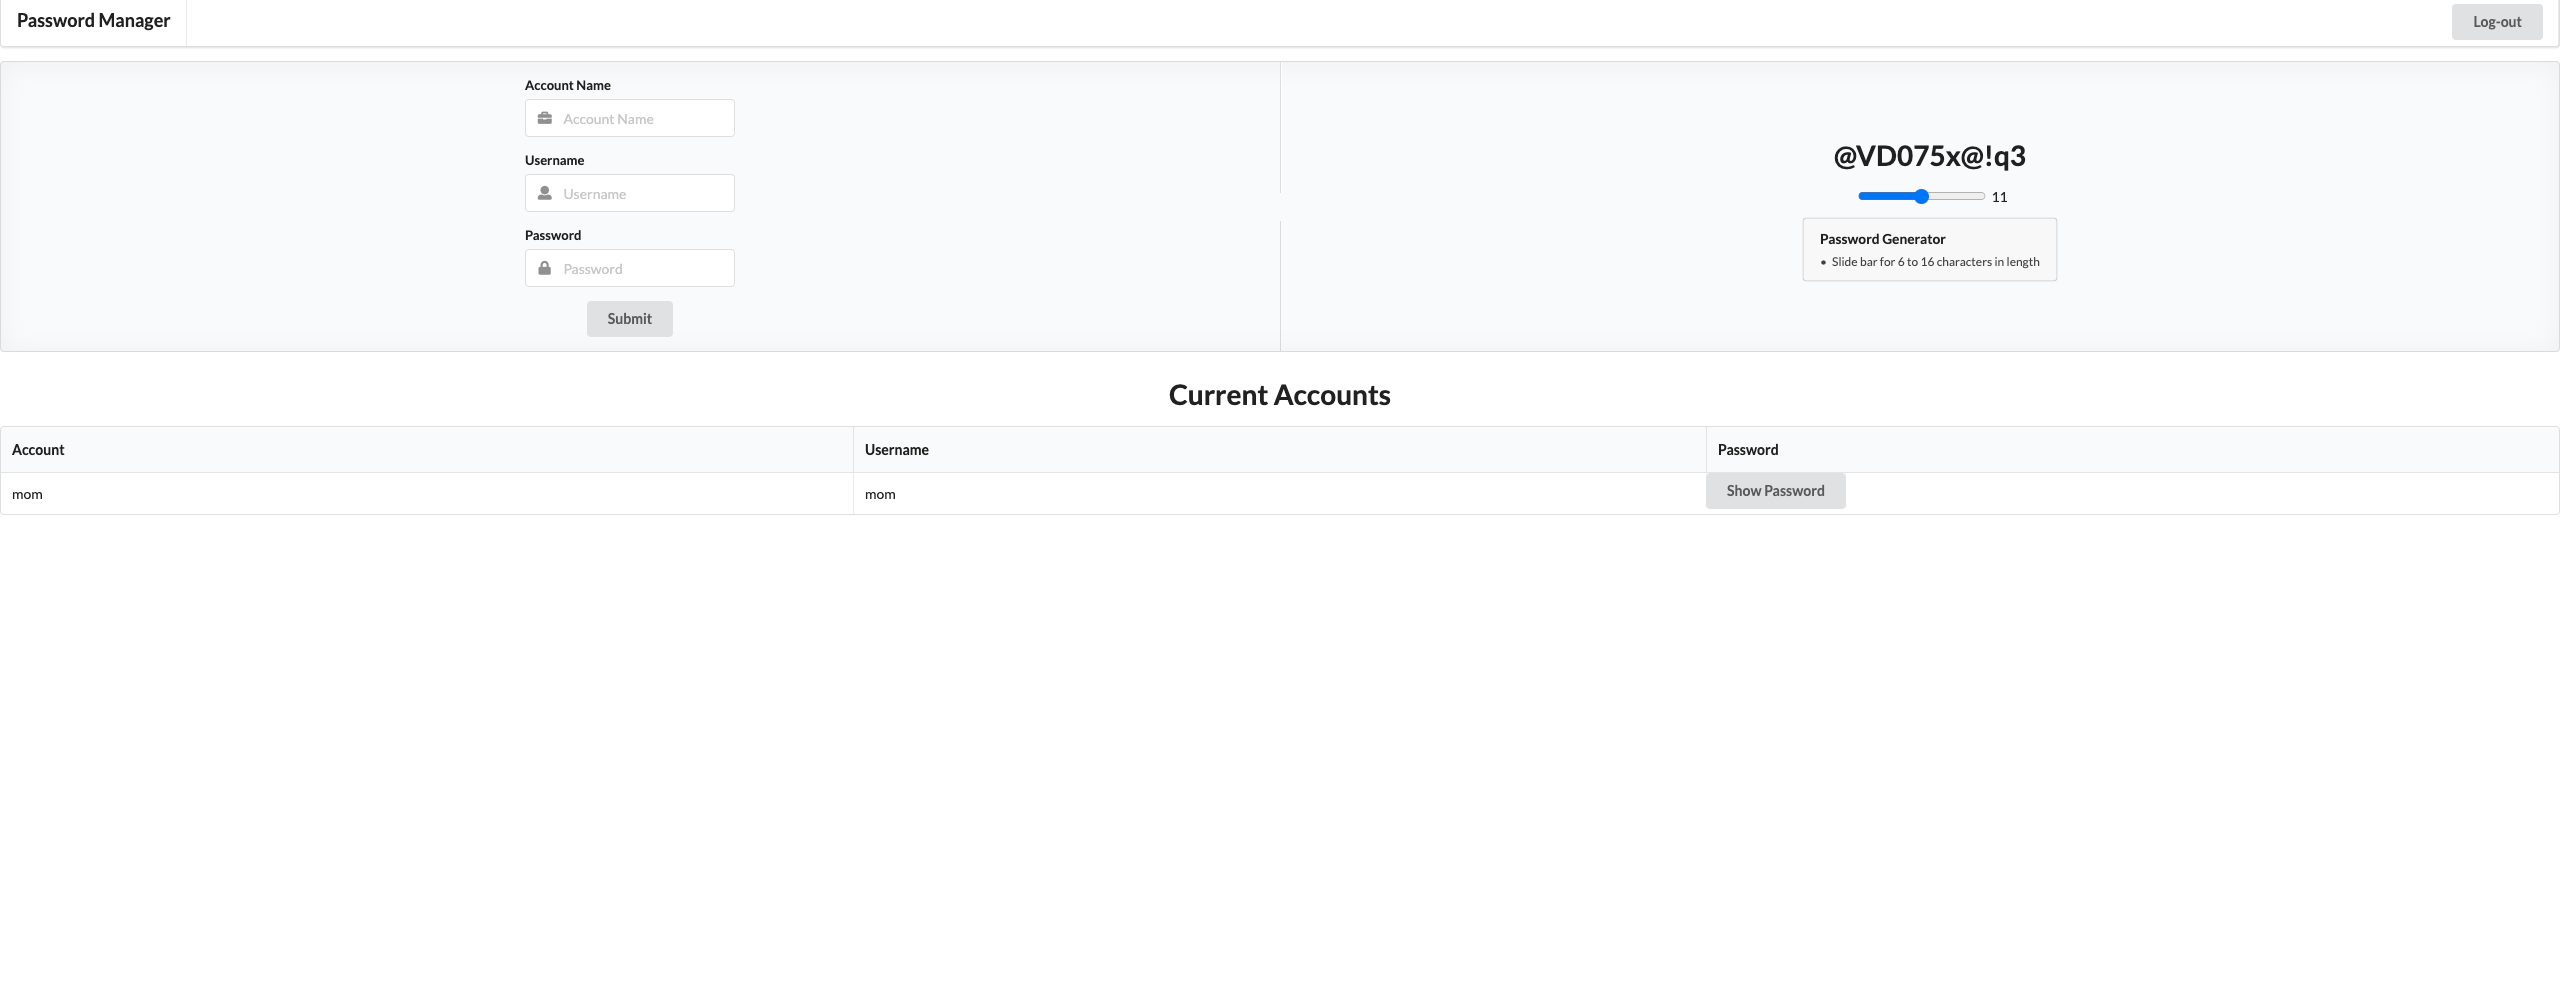 Password Manager
Log-out
Account Name
Account Name
Username
Username
Password
Password
Submit
@VD075x@!q3
11
Password Generator
• Slide bar for 6 to 16 characters in length
Current Accounts
Account Username Password
mom mom Show Password